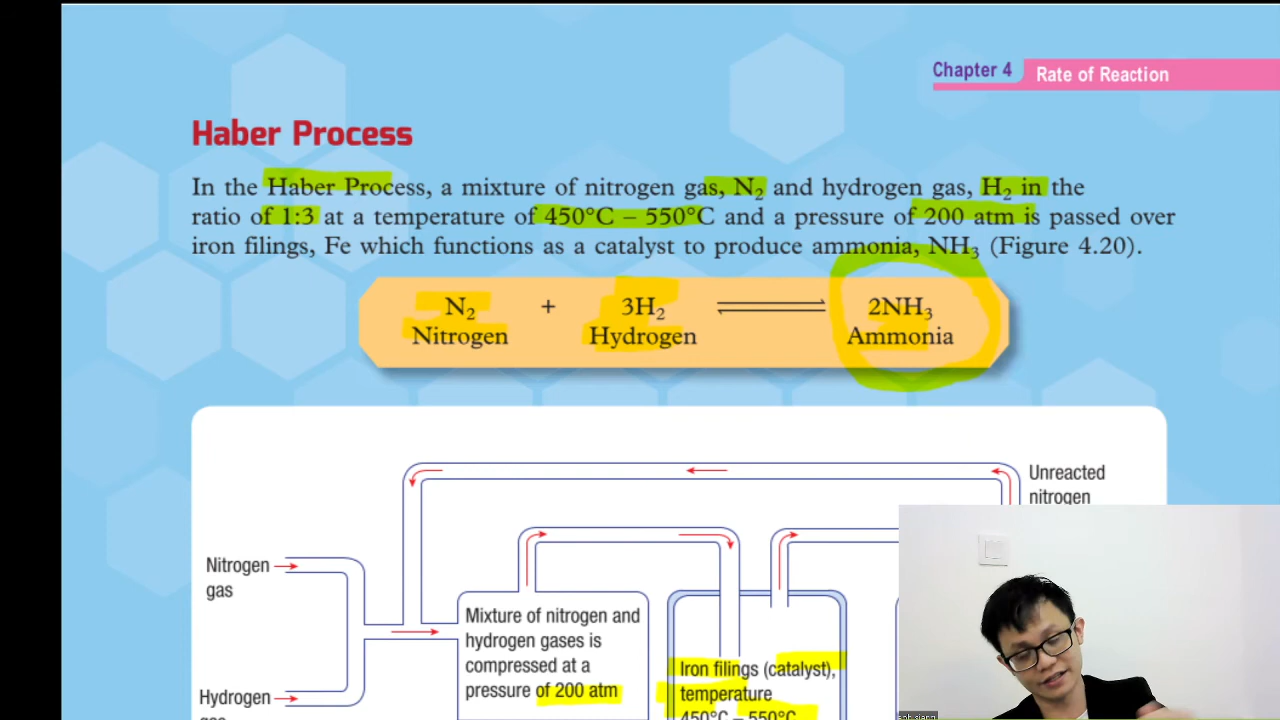 Chapter 4
Rate of Reaction
Haber Process
In the Haber Process, a mixture of nitrogen gas, N₂ and hydrogen gas, H₂ in the
ratio of 1:3 at a temperature of 450°C – 550°C and a pressure of 200 atm is passed over
iron filings, Fe which functions as a catalyst to produce ammonia, NH₃ (Figure 4.20).
N₂ + 3H₂ ⇌ 2NH₃
Nitrogen Hydrogen Ammonia
Unreacted
nitrogen
Nitrogen
gas
Mixture of nitrogen and
hydrogen gases is
compressed at a
pressure of 200 atm
Iron filings (catalyst),
temperature
450°C – 550°C
Hydrogen
gas